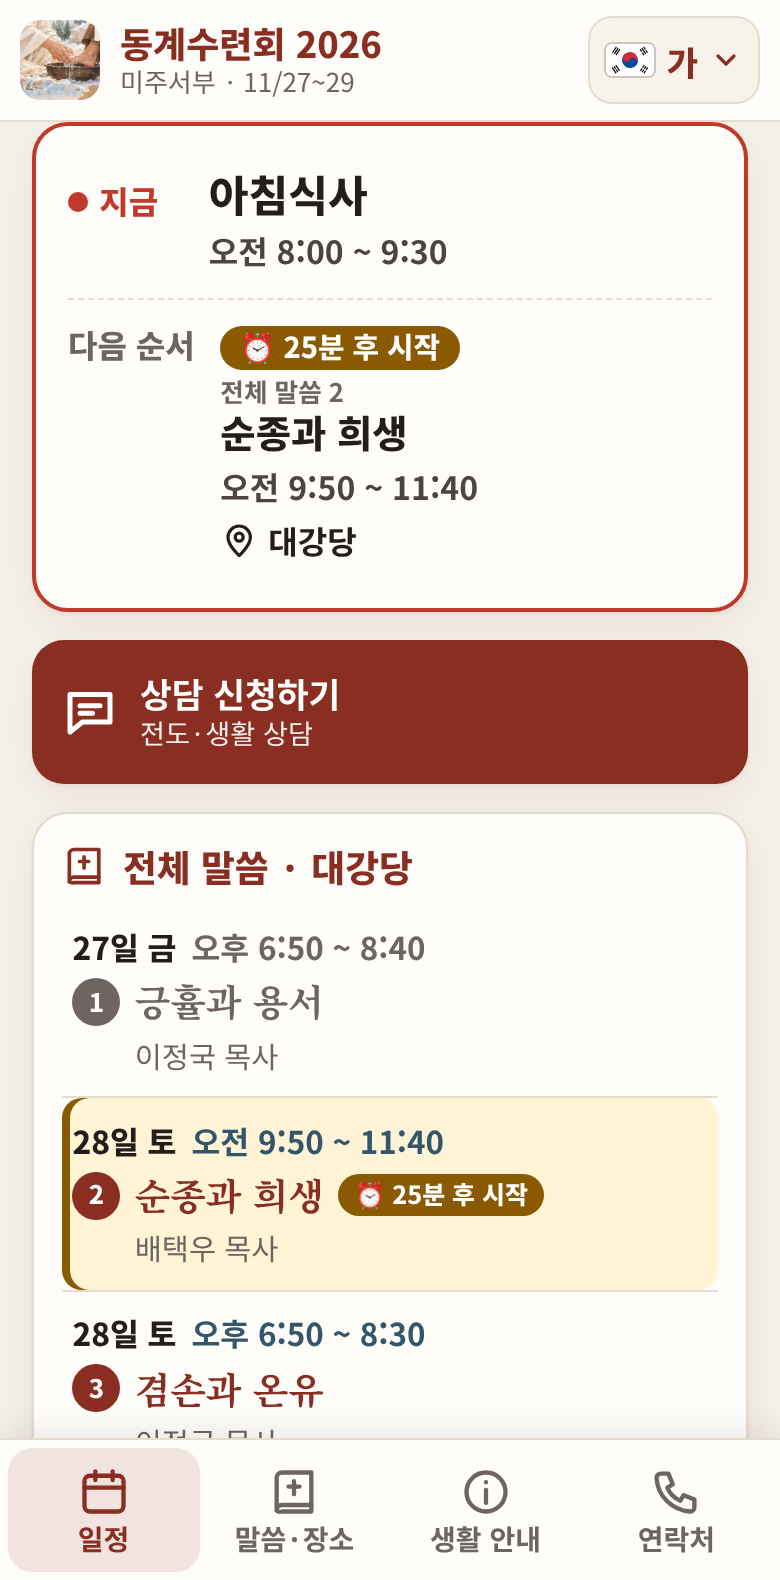 동계수련회 2026
미주서부 · 11/27~29
가
지금
아침식사
오전 8:00 ~ 9:30
다음 순서
25분 후 시작
전체 말씀 2
순종과 희생
오전 9:50 ~ 11:40
대강당
상담 신청하기
전도·생활 상담
전체 말씀 · 대강당
27일 금 오후 6:50 ~ 8:40
1 긍휼과 용서
이정국 목사
28일 토 오전 9:50 ~ 11:40
2 순종과 희생 25분 후 시작
배택우 목사
28일 토 오후 6:50 ~ 8:30
3 겸손과 온유
일정
말씀·장소
생활 안내
연락처